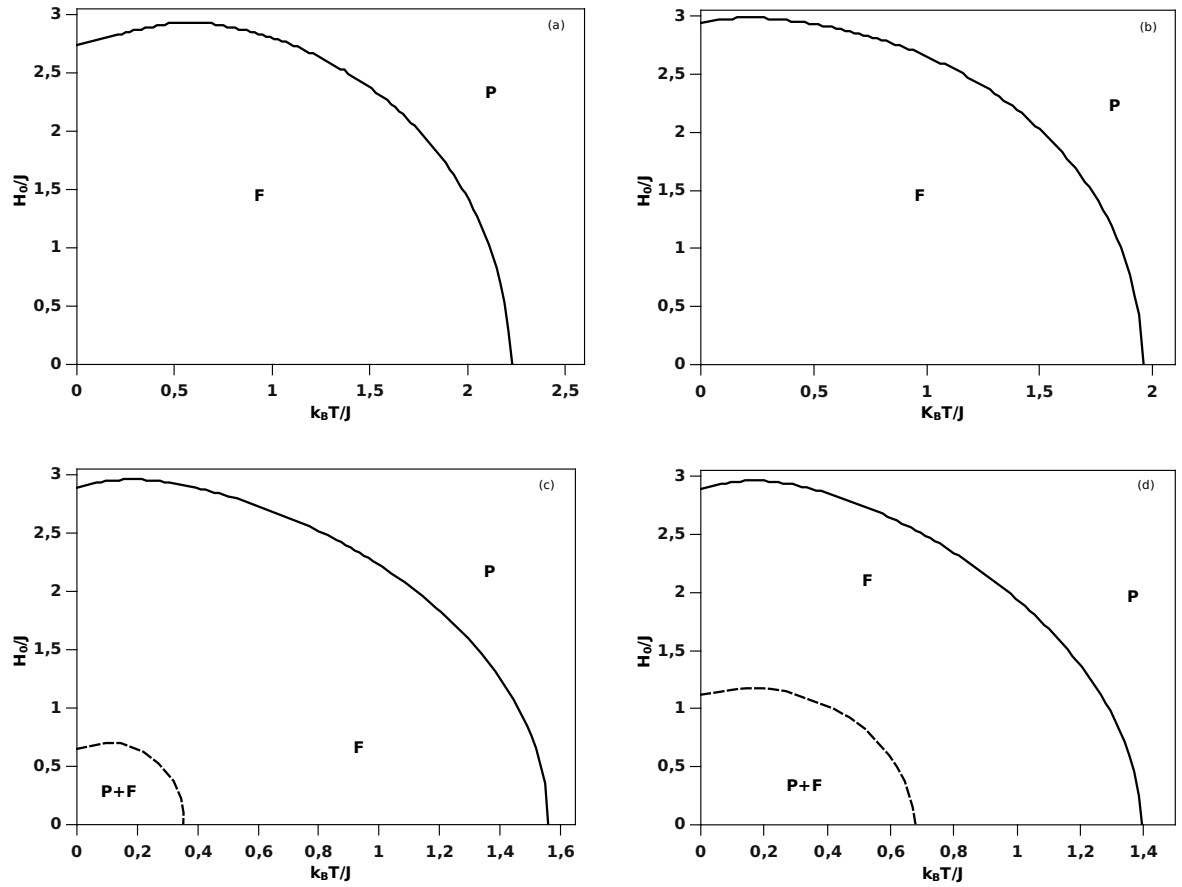 (a)
3
2,5
2
1,5
1
0,5
0
H0/J
P
F
0 0,5 1 1,5 2 2,5
kBT/J
(b)
3
2,5
2
1,5
1
0,5
0
H0/J
P
F
0 0,5 1 1,5 2
KBT/J
(c)
3
2,5
2
1,5
1
0,5
0
H0/J
P
F
P+F
0 0,2 0,4 0,6 0,8 1 1,2 1,4 1,6
kBT/J
(d)
3
2,5
2
1,5
1
0,5
0
H0/J
F
P
P+F
0 0,2 0,4 0,6 0,8 1 1,2 1,4
kBT/J